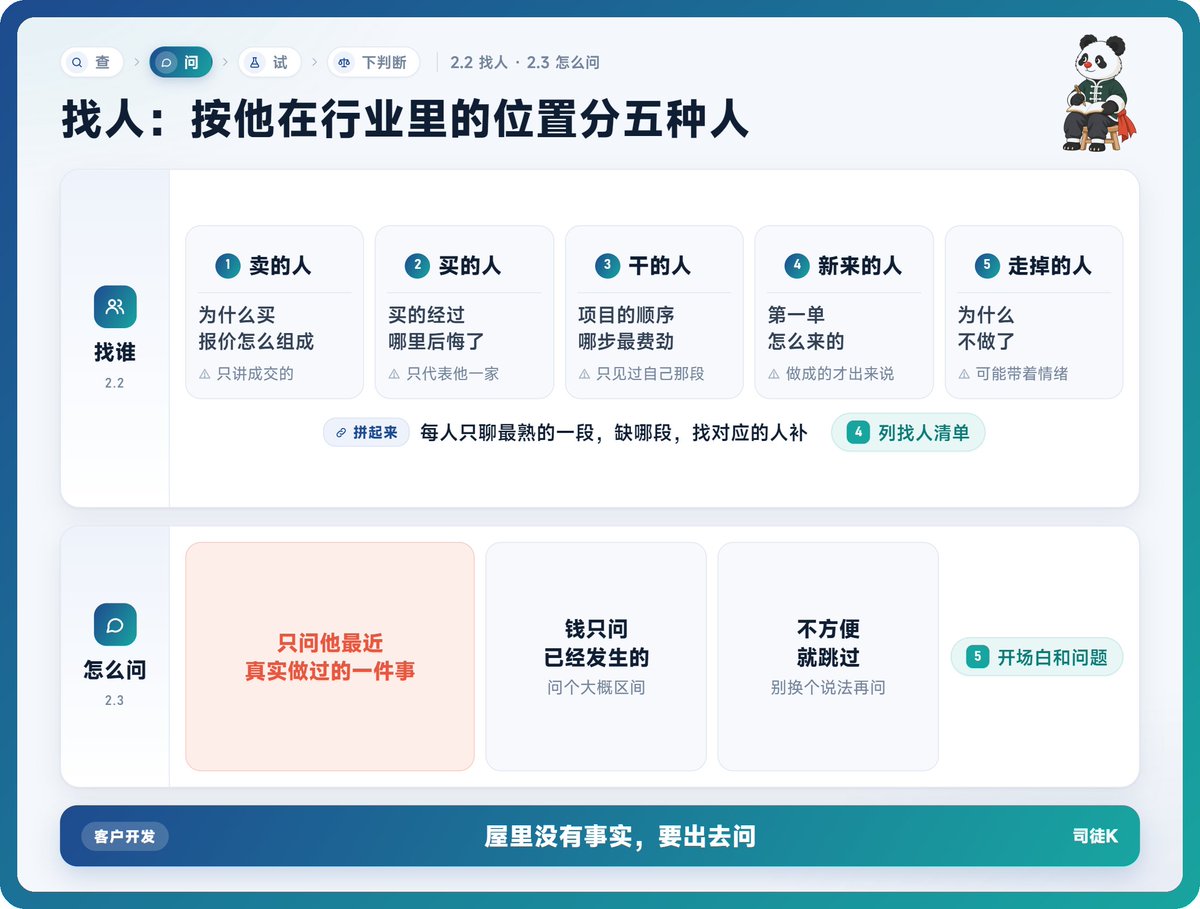 查 问 试 下判断 2.2 找人 · 2.3 怎么问
找人：按他在行业里的位置分五种人
找谁
2.2
1 卖的人
为什么买
报价怎么组成
只讲成交的
2 买的人
买的经过
哪里后悔了
只代表他一家
3 干的人
项目的顺序
哪步最费劲
只见过自己那段
4 新来的人
第一单
怎么来的
做成的才出来说
5 走掉的人
为什么
不做了
可能带着情绪
拼起来 每人只聊最熟的一段，缺哪段，找对应的人补 4 列找人清单
怎么问
2.3
只问他最近
真实做过的一件事
钱只问
已经发生的
问个大概区间
不方便
就跳过
别换个说法再问
5 开场白和问题
客户开发 屋里没有事实，要出去问 司徒K